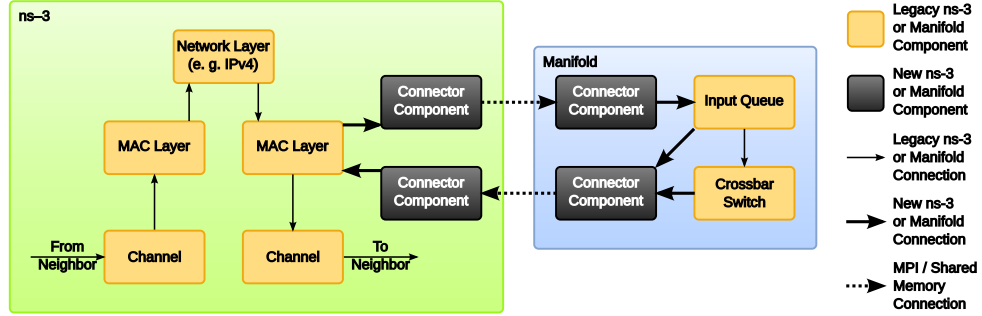 ns–3
Network Layer
(e. g. IPv4)
MAC Layer
MAC Layer
Connector
Component
Connector
Component
From
Neighbor
Channel
Channel
To
Neighbor
Manifold
Connector
Component
Input Queue
Connector
Component
Crossbar
Switch
Legacy ns-3
or Manifold
Component
New ns-3
or Manifold
Component
Legacy ns-3
or Manifold
Connection
New ns-3
or Manifold
Connection
MPI / Shared
Memory
Connection